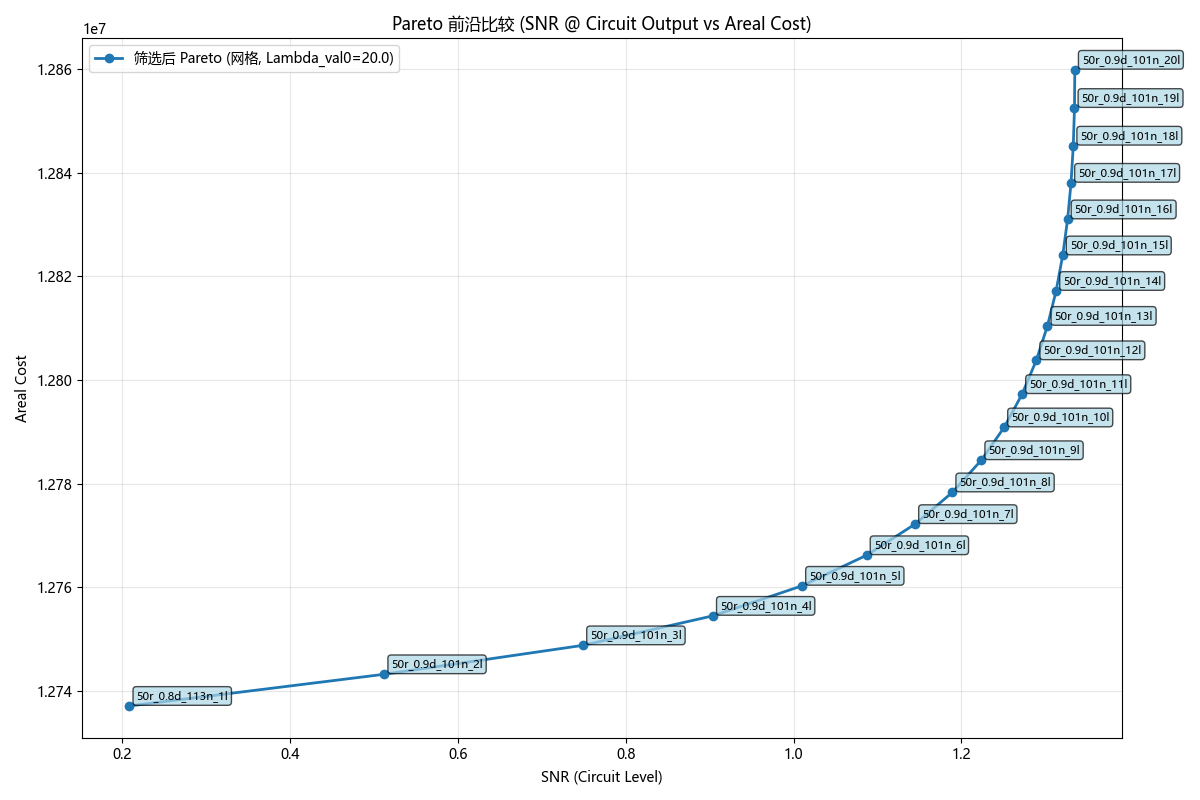 Pareto 前沿比较 (SNR @ Circuit Output vs Areal Cost)
1e7
筛选后 Pareto (网格, Lambda_val0=20.0)
50r_0.9d_101n_20l
50r_0.9d_101n_19l
50r_0.9d_101n_18l
50r_0.9d_101n_17l
50r_0.9d_101n_16l
50r_0.9d_101n_15l
50r_0.9d_101n_14l
50r_0.9d_101n_13l
50r_0.9d_101n_12l
50r_0.9d_101n_11l
50r_0.9d_101n_10l
50r_0.9d_101n_9l
50r_0.9d_101n_8l
50r_0.9d_101n_7l
50r_0.9d_101n_6l
50r_0.9d_101n_5l
50r_0.9d_101n_4l
50r_0.9d_101n_3l
50r_0.9d_101n_2l
50r_0.8d_113n_1l
1.286
1.284
1.282
1.280
1.278
1.276
1.274
Areal Cost
0.2
0.4
0.6
0.8
1.0
1.2
SNR (Circuit Level)